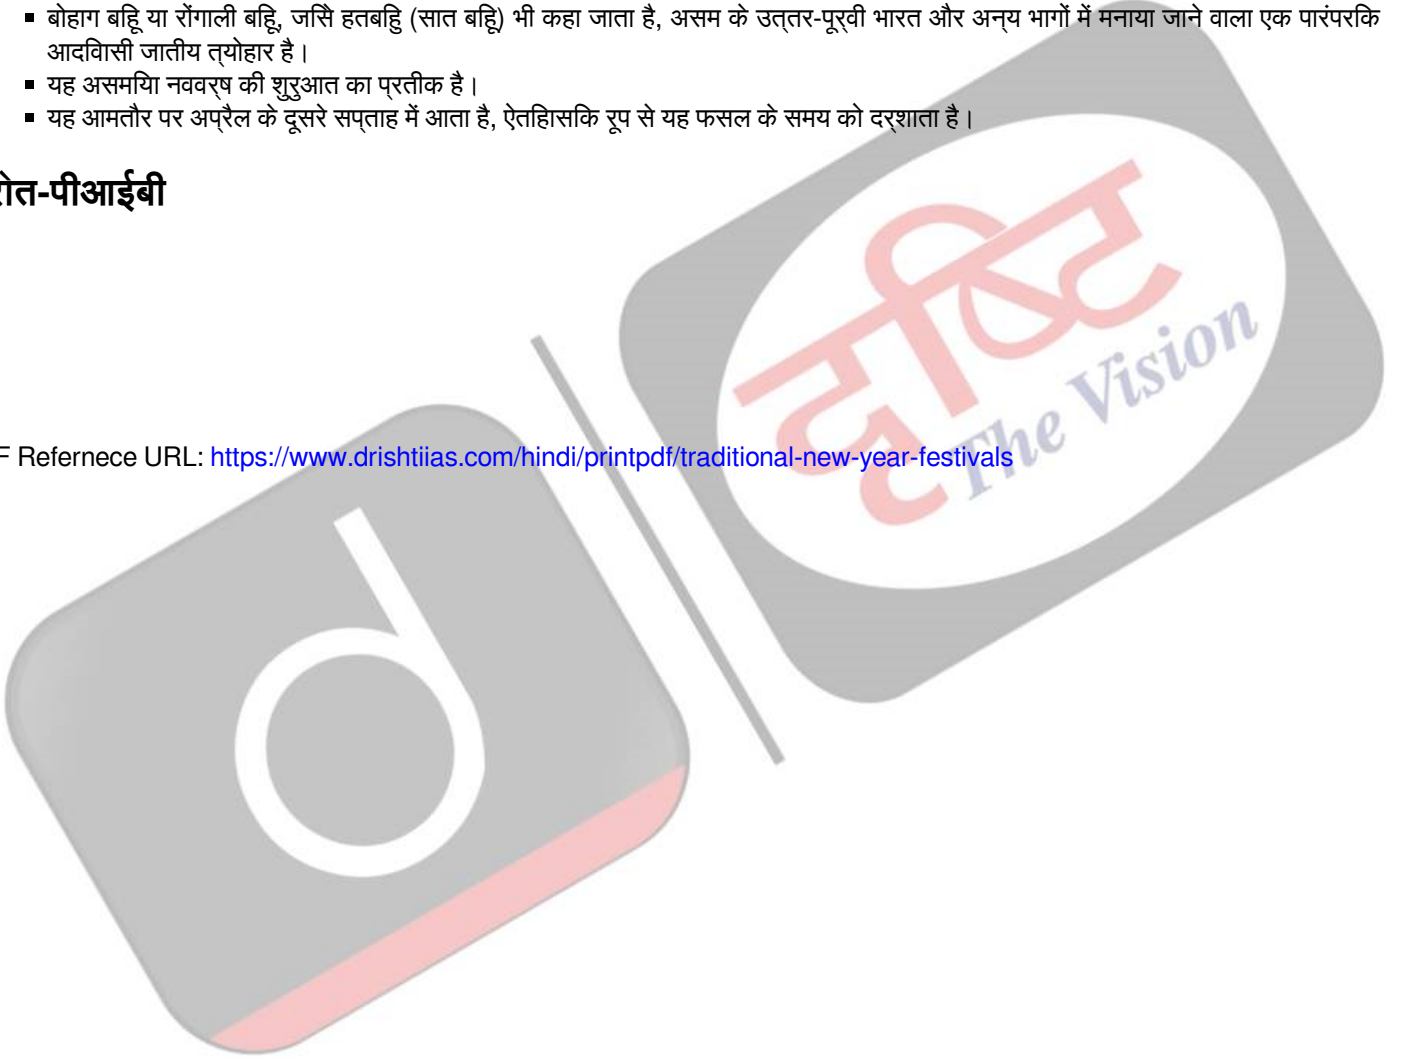 ▪ बोहाग बिहू या रोंगाली बिहू, जिसे हतबिहु (सात बिहू) भी कहा जाता है, असम के उत्तर-पूर्वी भारत और अन्य भागों में मनाया जाने वाला एक पारंपरिक
आदिवासी जातीय त्योहार है।
▪ यह असमिया नववर्ष की शुरुआत का प्रतीक है।
▪ यह आमतौर पर अप्रैल के दूसरे सप्ताह में आता है, ऐतिहासिक रूप से यह फसल के समय को दर्शाता है।
रोत-पीआईबी
दृष्टि
The Vision
F Refernece URL: https://www.drishtiias.com/hindi/printpdf/traditional-new-year-festivals
d